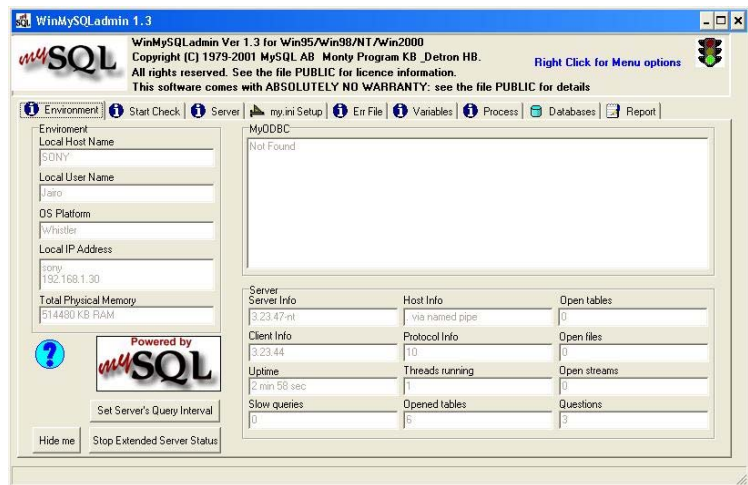 WinMySQLadmin 1.3
mySQL
WinMySQLadmin Ver 1.3 for Win95/Win98/NT/Win2000
Copyright (C) 1979-2001 MySQL AB Monty Program KB _Detron HB.
All rights reserved. See the file PUBLIC for licence information.
This software comes with ABSOLUTELY NO WARRANTY: see the file PUBLIC for details
Right Click for Menu options
Environment Start Check Server my.ini Setup Err File Variables Process Databases Report
Enviroment
Local Host Name
SONY
Local User Name
Jairo
OS Platform
Whistler
Local IP Address
sony
192.168.1.30
Total Physical Memory
514480 KB RAM
MyODBC
Not Found
Server
Server Info Host Info Open tables
3.23.47-nt . via named pipe 0
Client Info Protocol Info Open files
3.23.44 10 0
Uptime Threads running Open streams
2 min 58 sec 1 0
Slow queries Opened tables Questions
0 6 3
?
Powered by
mySQL
Set Server's Query Interval
Hide me Stop Extended Server Status